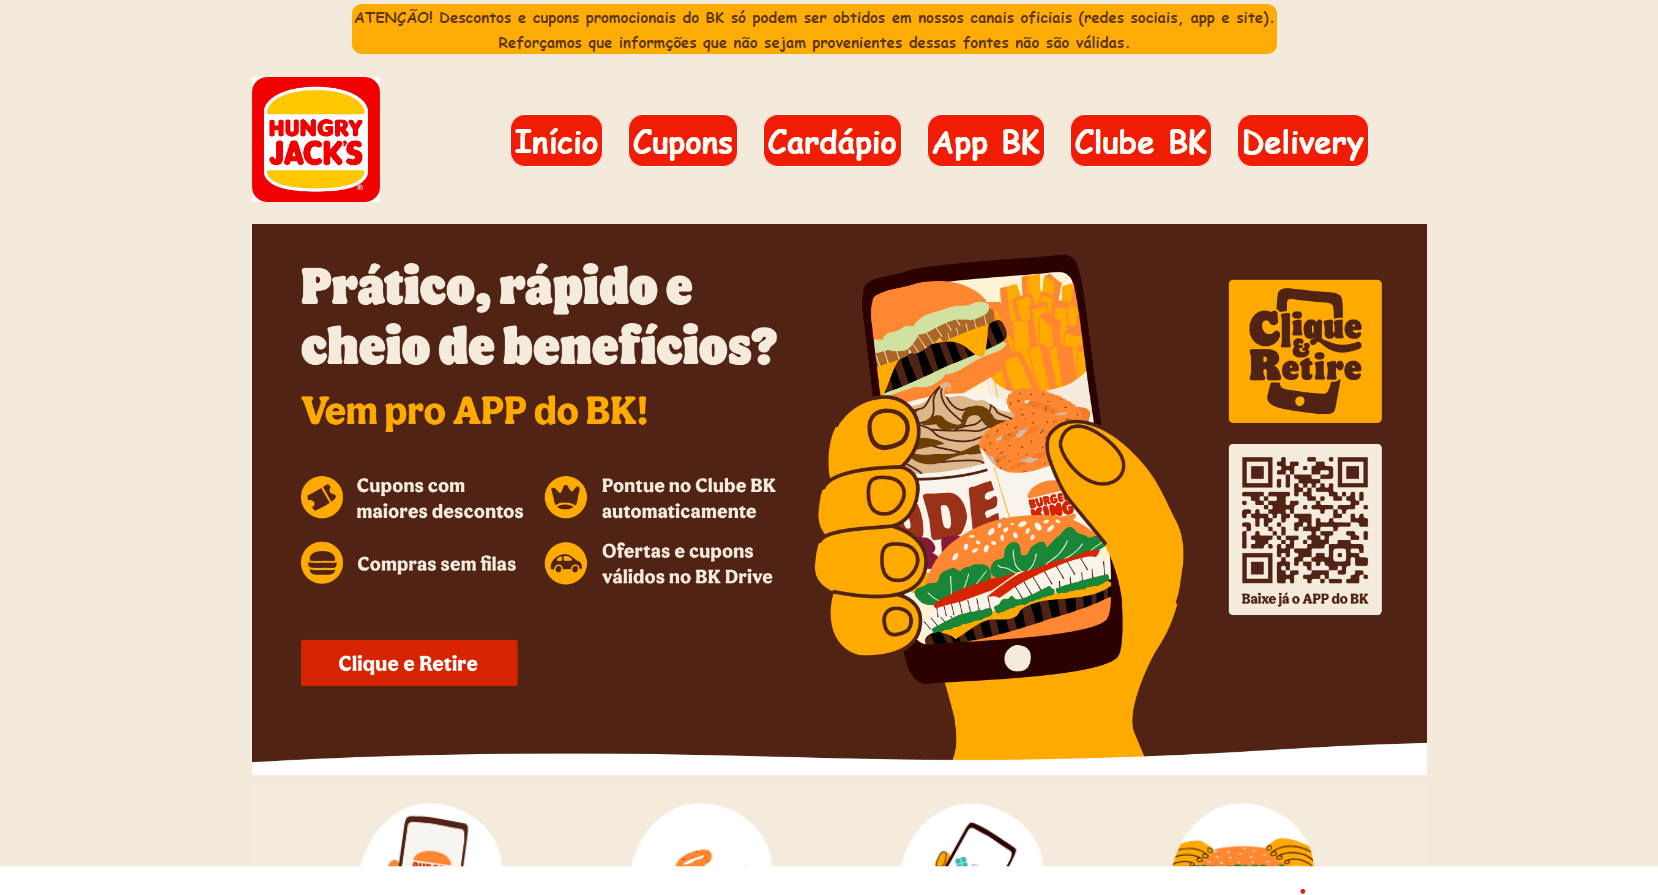 ATENÇÃO! Descontos e cupons promocionais do BK só podem ser obtidos em nossos canais oficiais (redes sociais, app e site).
Reforçamos que informções que não sejam provenientes dessas fontes não são válidas.
HUNGRY
JACK'S
®
Início Cupons Cardápio App BK Clube BK Delivery
Prático, rápido e
cheio de benefícios?
Vem pro APP do BK!
Cupons com
maiores descontos
Pontue no Clube BK
automaticamente
Compras sem filas
Ofertas e cupons
válidos no BK Drive
Clique e Retire
BURGER
KING
Clique
&
Retire
Baixe já o APP do BK